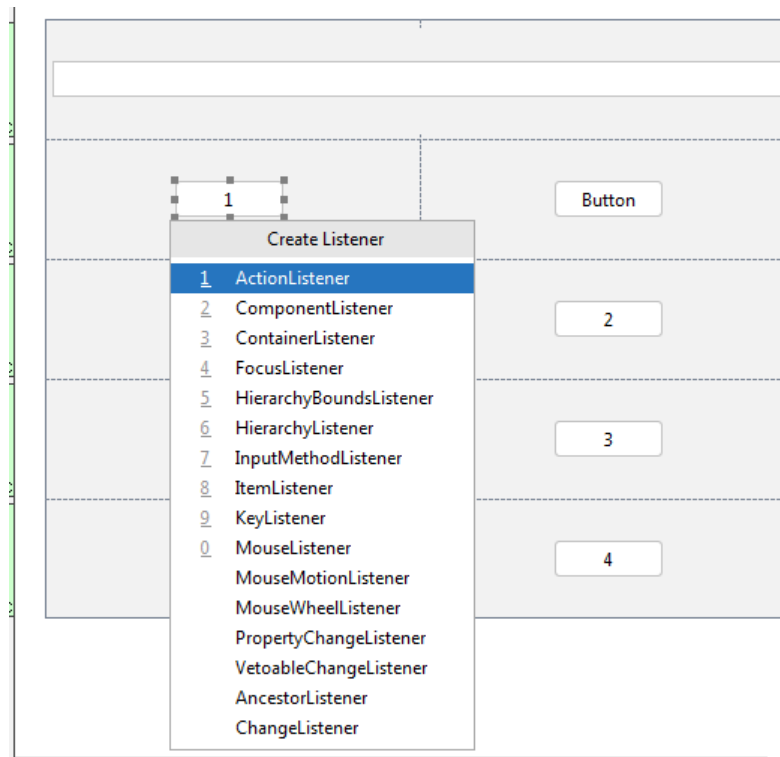 1
Button
Create Listener
1 ActionListener
2 ComponentListener
3 ContainerListener
4 FocusListener
5 HierarchyBoundsListener
6 HierarchyListener
7 InputMethodListener
8 ItemListener
9 KeyListener
0 MouseListener
MouseMotionListener
MouseWheelListener
PropertyChangeListener
VetoableChangeListener
AncestorListener
ChangeListener
2
3
4